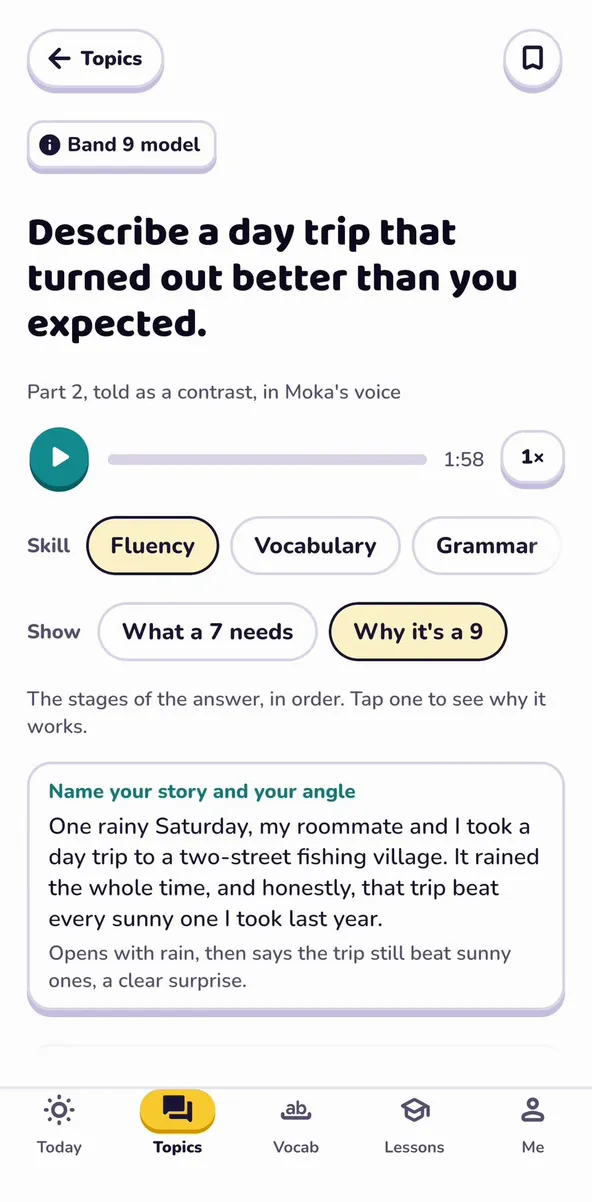 Topics
Band 9 model
Describe a day trip that
turned out better than you
expected.
Part 2, told as a contrast, in Moka's voice
1:58
1×
Skill
Fluency
Vocabulary
Grammar
Show
What a 7 needs
Why it's a 9
The stages of the answer, in order. Tap one to see why it
works.
Name your story and your angle
One rainy Saturday, my roommate and I took a
day trip to a two-street fishing village. It rained
the whole time, and honestly, that trip beat
every sunny one I took last year.
Opens with rain, then says the trip still beat sunny
ones, a clear surprise.
ab
Today
Topics
Vocab
Lessons
Me